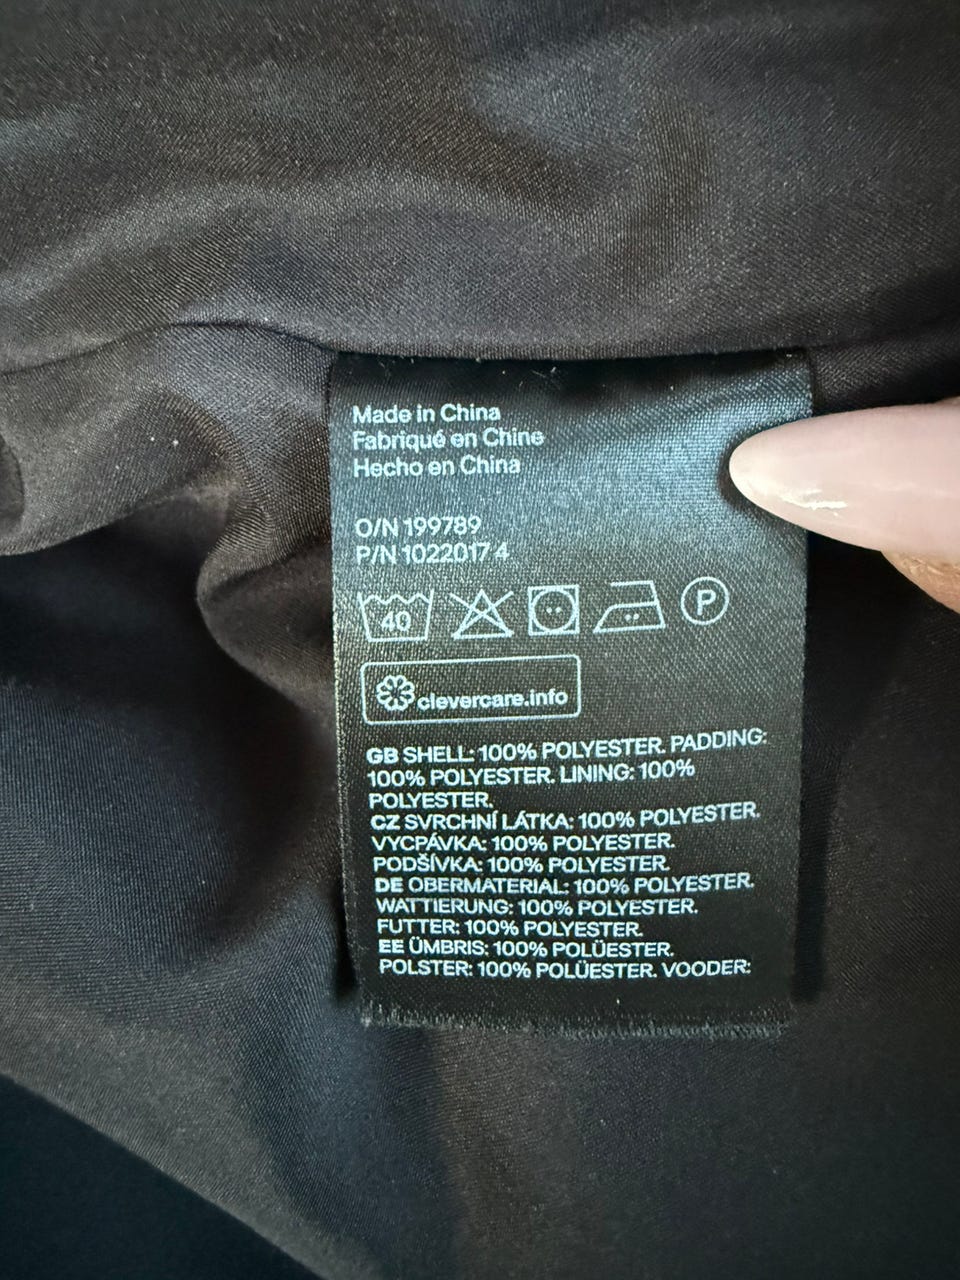 Made in China
Fabriqué en Chine
Hecho en China
O/N 199789
P/N 1022017 4
40
P
clevercare.info
GB SHELL: 100% POLYESTER. PADDING:
100% POLYESTER. LINING: 100%
POLYESTER.
CZ SVRCHNÍ LÁTKA: 100% POLYESTER.
VYCPÁVKA: 100% POLYESTER.
PODŠÍVKA: 100% POLYESTER.
DE OBERMATERIAL: 100% POLYESTER.
WATTIERUNG: 100% POLYESTER.
FUTTER: 100% POLYESTER.
EE ÜMBRIS: 100% POLÜESTER.
POLSTER: 100% POLÜESTER. VOODER: